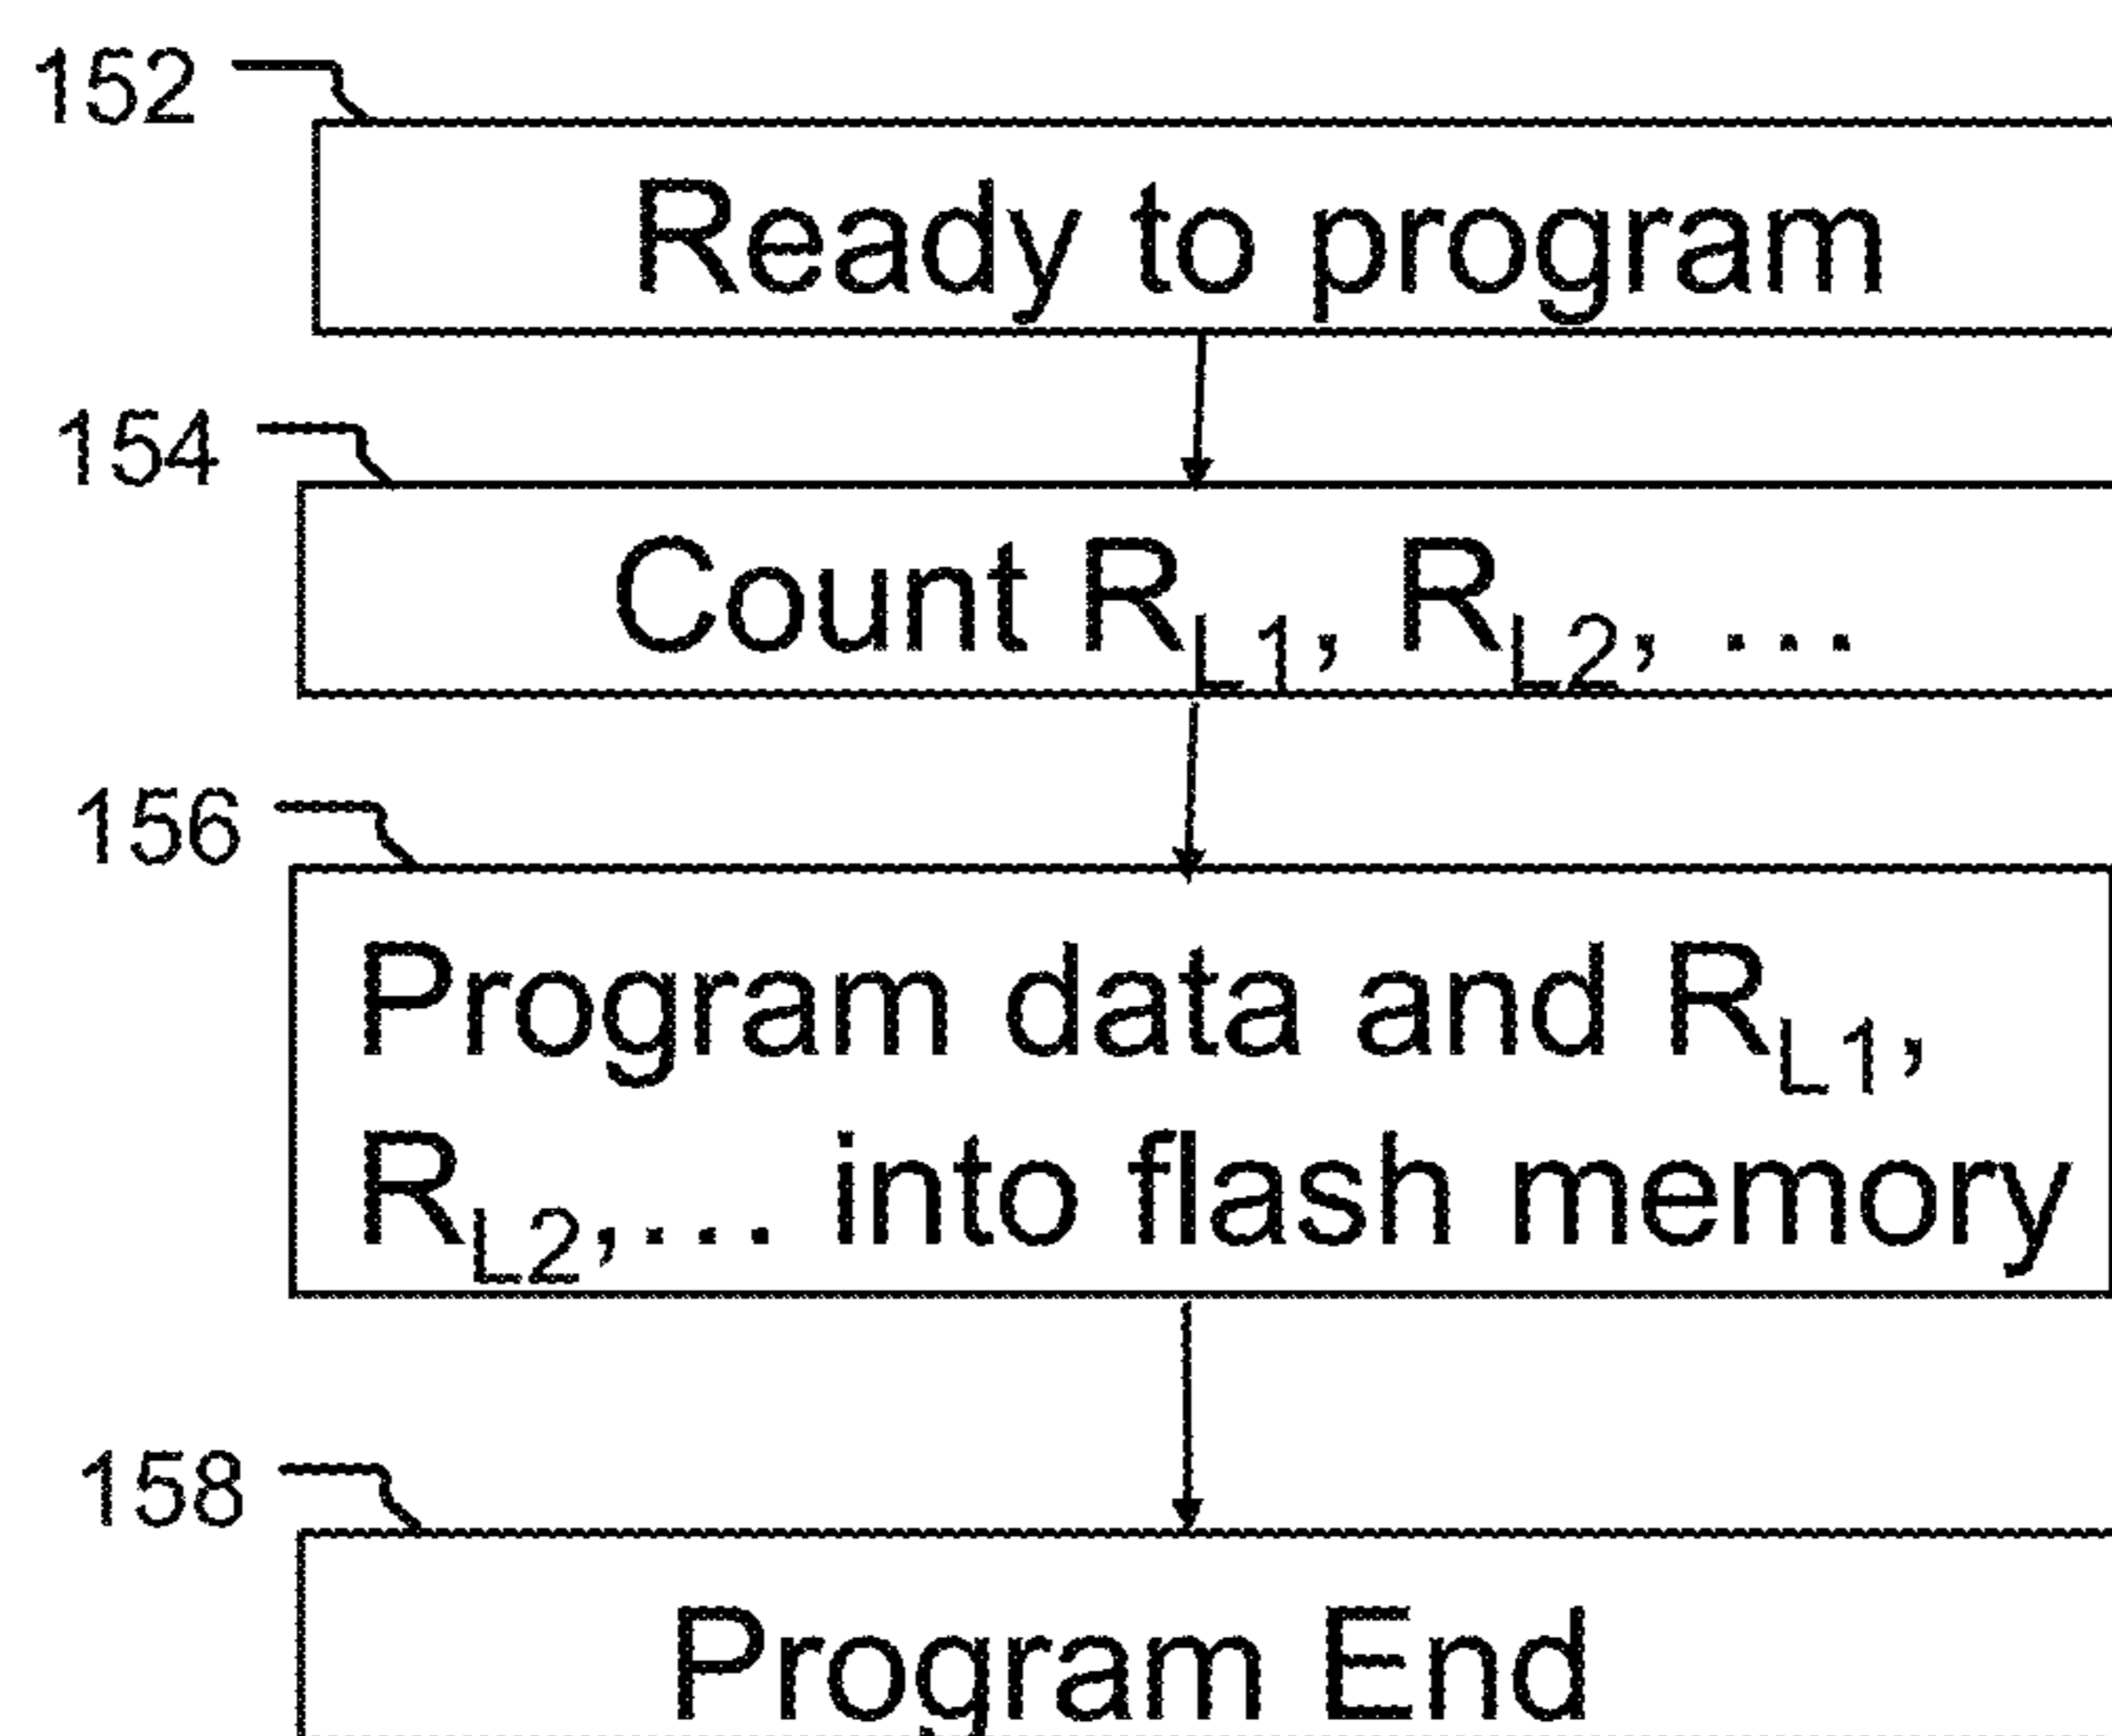 152
Ready to program
154
Count R_L1, R_L2, ...
156
Program data and R_L1,
R_L2,... into flash memory
158
Program End